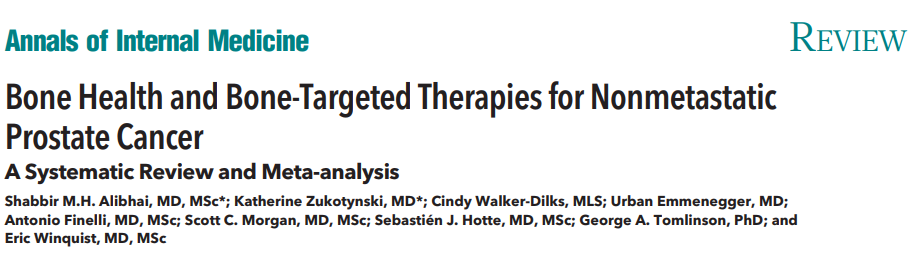 Annals of Internal Medicine
REVIEW
Bone Health and Bone-Targeted Therapies for Nonmetastatic
Prostate Cancer
A Systematic Review and Meta-analysis
Shabbir M.H. Alibhai, MD, MSc*; Katherine Zukotynski, MD*; Cindy Walker-Dilks, MLS; Urban Emmenegger, MD;
Antonio Finelli, MD, MSc; Scott C. Morgan, MD, MSc; Sebastién J. Hotte, MD, MSc; George A. Tomlinson, PhD; and
Eric Winquist, MD, MSc